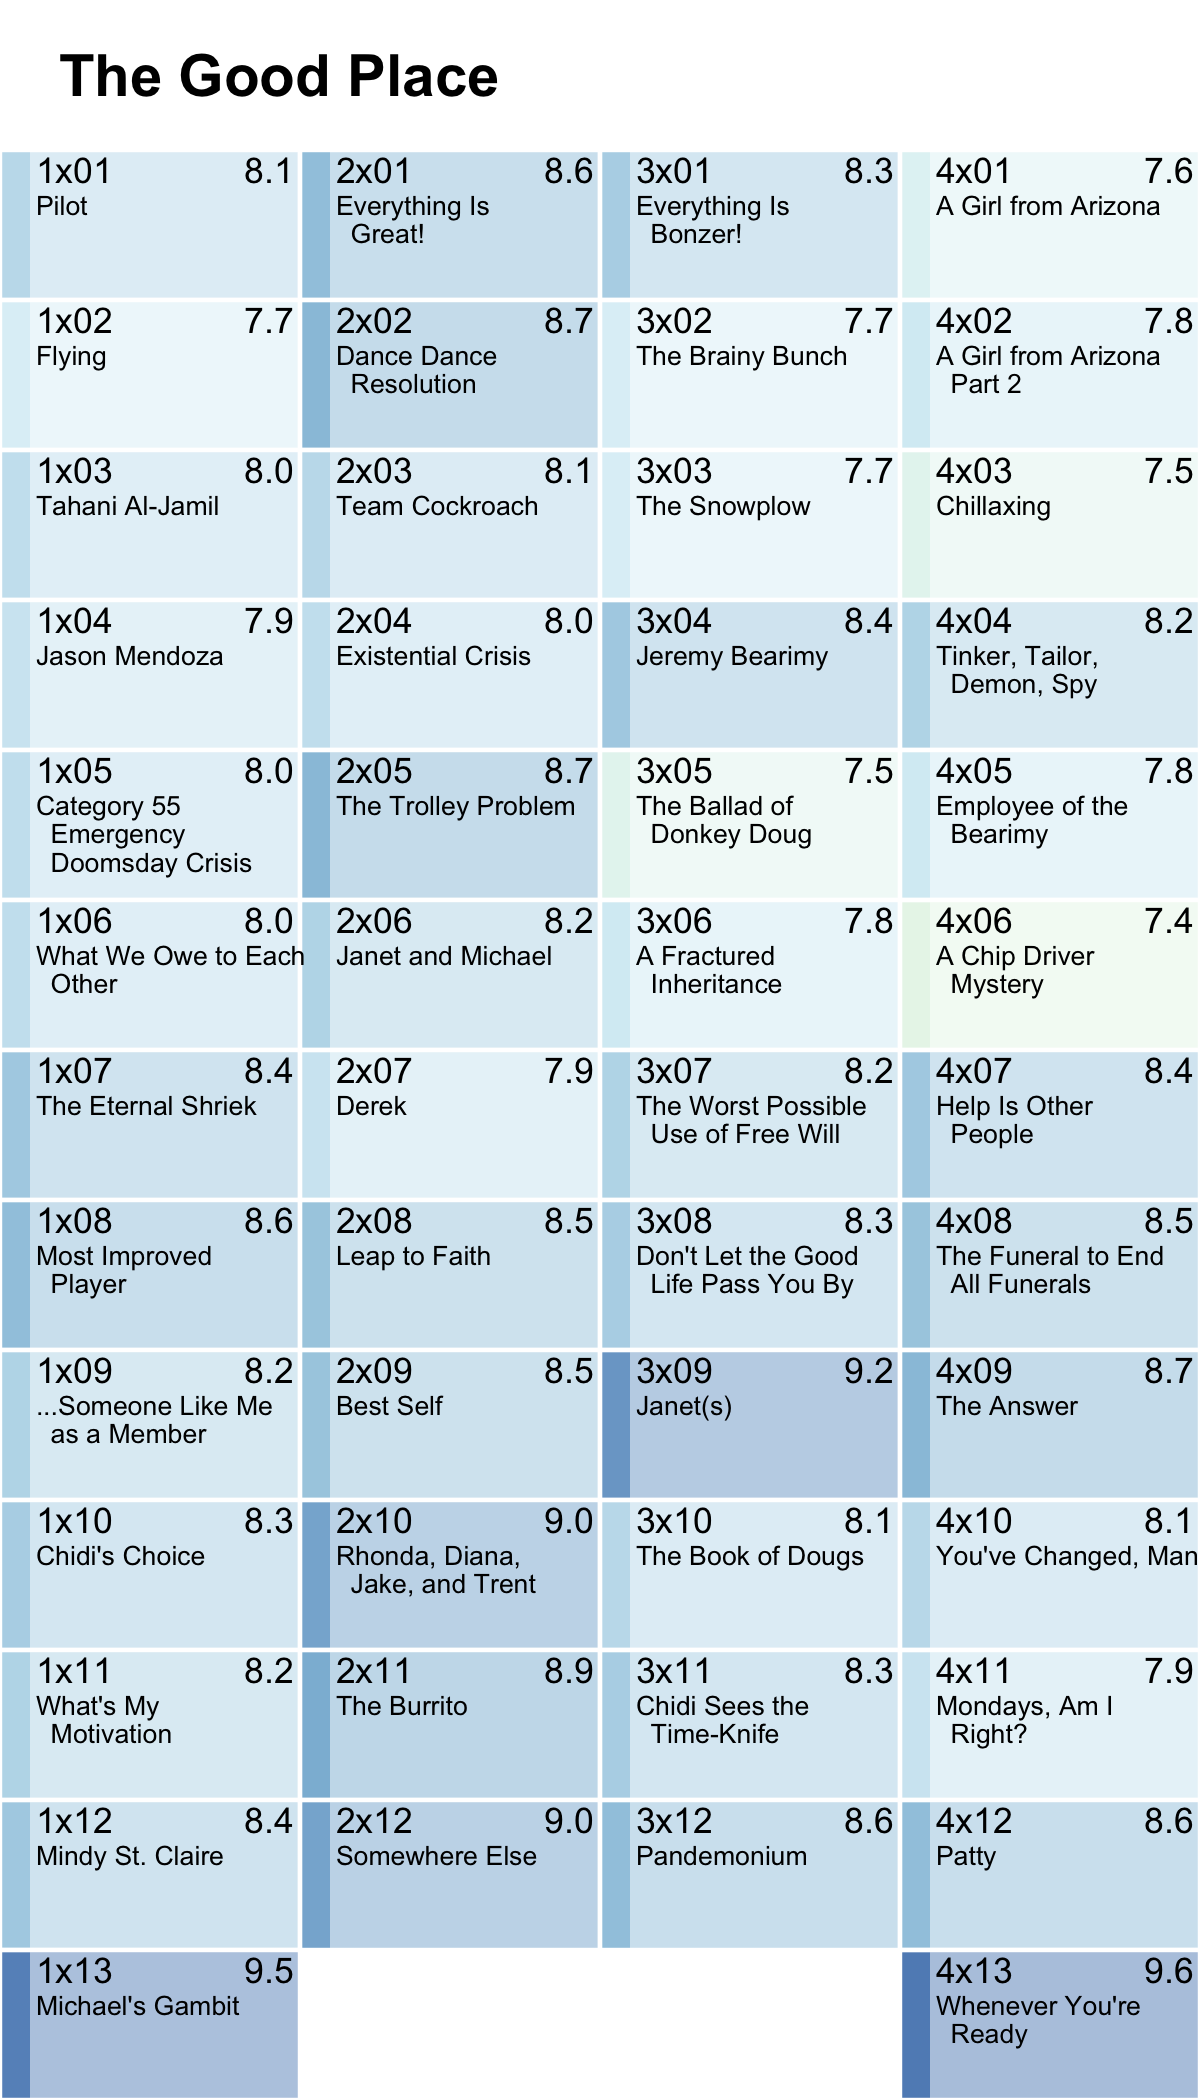 The Good Place
1x01 8.1
Pilot
2x01 8.6
Everything Is
Great!
3x01 8.3
Everything Is
Bonzer!
4x01 7.6
A Girl from Arizona
1x02 7.7
Flying
2x02 8.7
Dance Dance
Resolution
3x02 7.7
The Brainy Bunch
4x02 7.8
A Girl from Arizona
Part 2
1x03 8.0
Tahani Al-Jamil
2x03 8.1
Team Cockroach
3x03 7.7
The Snowplow
4x03 7.5
Chillaxing
1x04 7.9
Jason Mendoza
2x04 8.0
Existential Crisis
3x04 8.4
Jeremy Bearimy
4x04 8.2
Tinker, Tailor,
Demon, Spy
1x05 8.0
Category 55
Emergency
Doomsday Crisis
2x05 8.7
The Trolley Problem
3x05 7.5
The Ballad of
Donkey Doug
4x05 7.8
Employee of the
Bearimy
1x06 8.0
What We Owe to Each
Other
2x06 8.2
Janet and Michael
3x06 7.8
A Fractured
Inheritance
4x06 7.4
A Chip Driver
Mystery
1x07 8.4
The Eternal Shriek
2x07 7.9
Derek
3x07 8.2
The Worst Possible
Use of Free Will
4x07 8.4
Help Is Other
People
1x08 8.6
Most Improved
Player
2x08 8.5
Leap to Faith
3x08 8.3
Don't Let the Good
Life Pass You By
4x08 8.5
The Funeral to End
All Funerals
1x09 8.2
...Someone Like Me
as a Member
2x09 8.5
Best Self
3x09 9.2
Janet(s)
4x09 8.7
The Answer
1x10 8.3
Chidi's Choice
2x10 9.0
Rhonda, Diana,
Jake, and Trent
3x10 8.1
The Book of Dougs
4x10 8.1
You've Changed, Man
1x11 8.2
What's My
Motivation
2x11 8.9
The Burrito
3x11 8.3
Chidi Sees the
Time-Knife
4x11 7.9
Mondays, Am I
Right?
1x12 8.4
Mindy St. Claire
2x12 9.0
Somewhere Else
3x12 8.6
Pandemonium
4x12 8.6
Patty
1x13 9.5
Michael's Gambit
4x13 9.6
Whenever You're
Ready